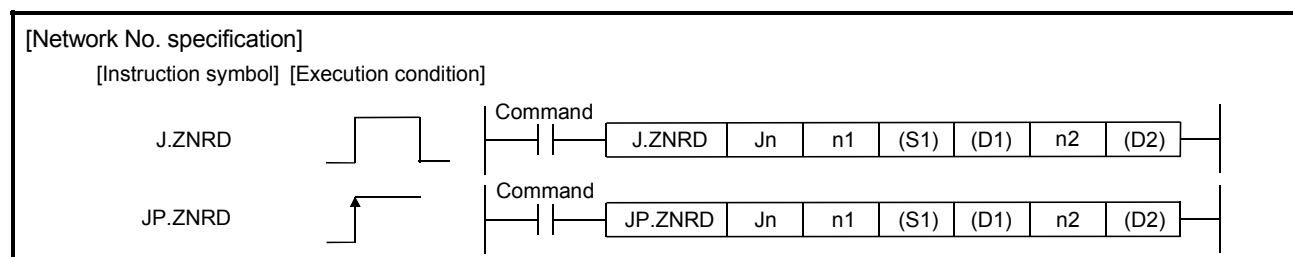 [Network No. specification]
[Instruction symbol] [Execution condition]
Command
J.ZNRD J.ZNRD Jn n1 (S1) (D1) n2 (D2)
Command
JP.ZNRD JP.ZNRD Jn n1 (S1) (D1) n2 (D2)